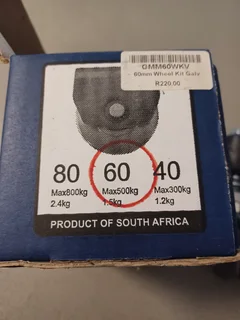 GMM60WKIV
60mm Wheel Kit Galv
R220.00
80 60 40
Max800kg Max500kg Max300kg
2.4kg 1.5kg 1.2kg
PRODUCT OF SOUTH AFRICA